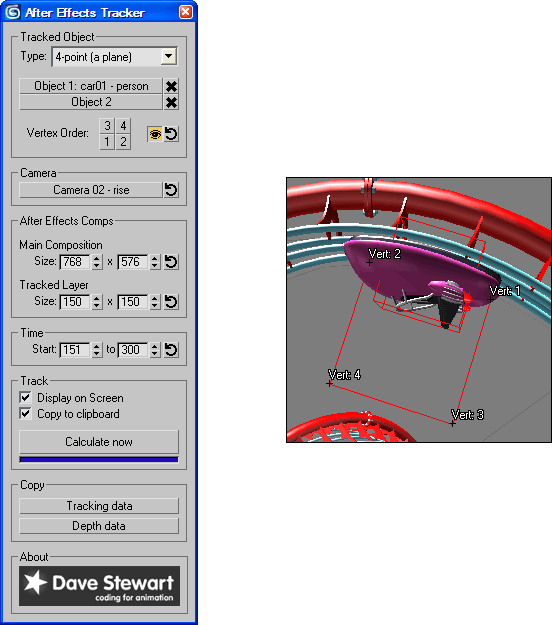 After Effects Tracker
Tracked Object
Type: 4-point (a plane)
Object 1: car01 - person
Object 2
Vertex Order: 3 4
1 2
Camera
Camera 02 - rise
After Effects Comps
Main Composition
Size: 768 x 576
Tracked Layer
Size: 150 x 150
Time
Start: 151 to 300
Track
Display on Screen
Copy to clipboard
Calculate now
Copy
Tracking data
Depth data
About
Dave Stewart
coding for animation
Vert: 2
Vert: 1
Vert: 4
Vert: 3